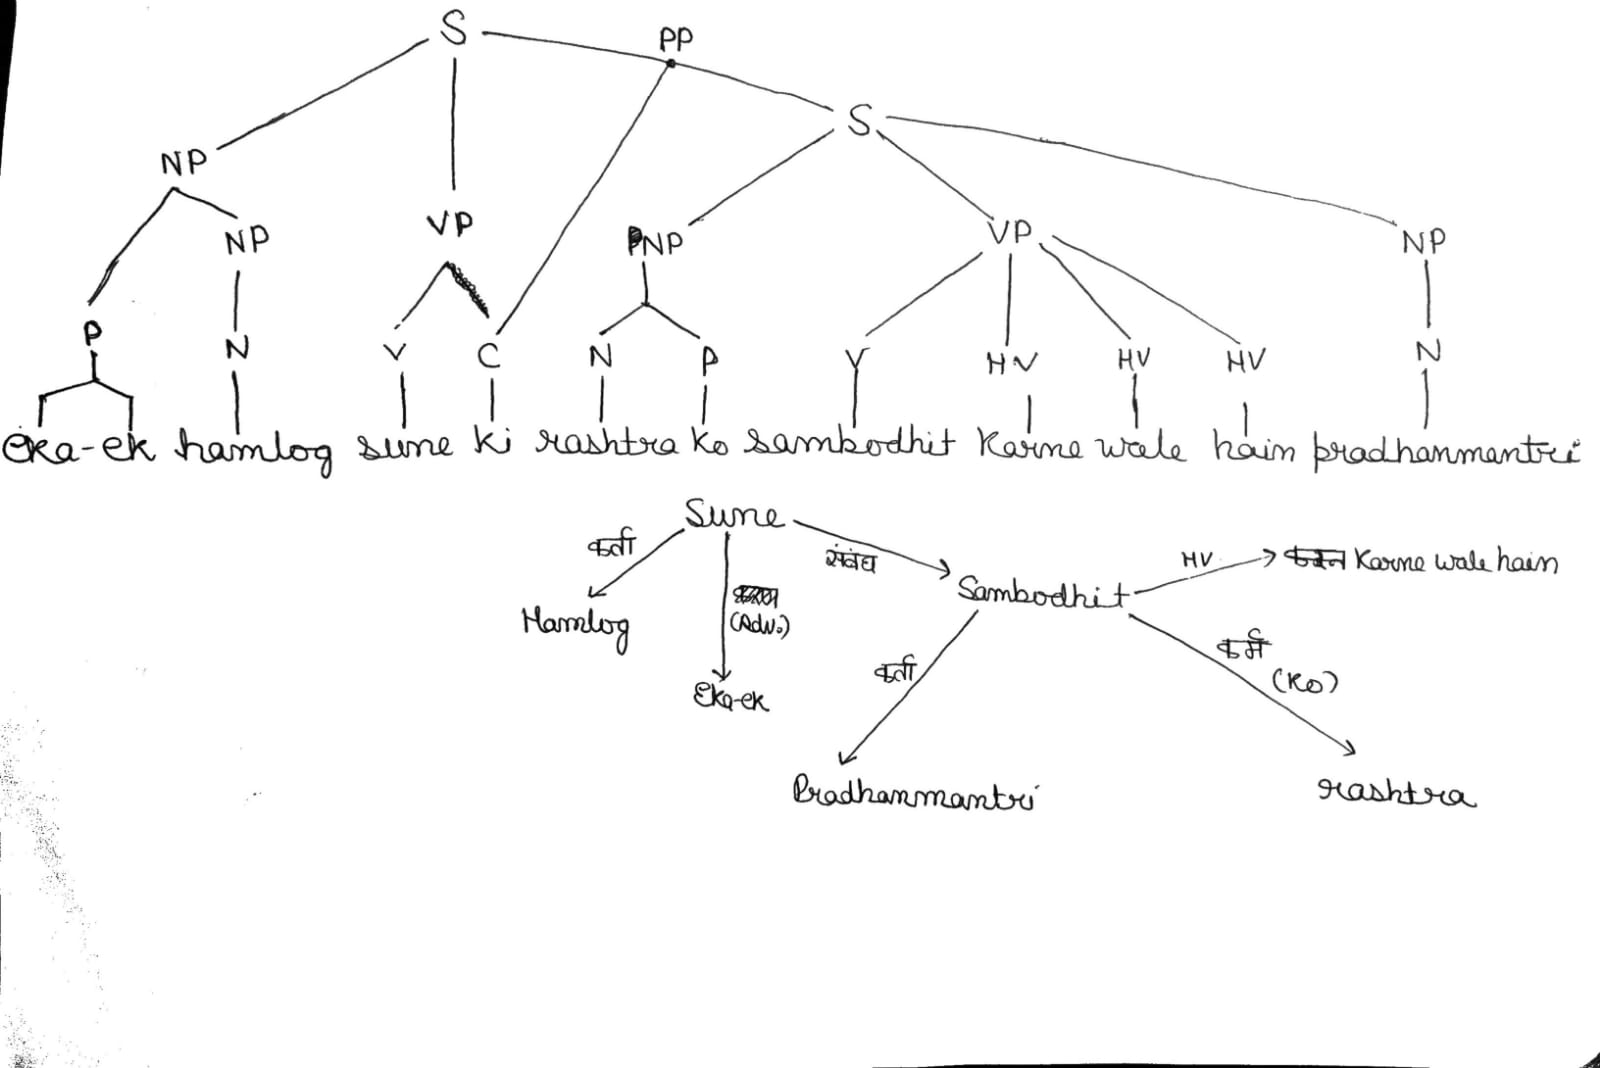 S PP
S
NP
NP VP PNP VP NP
P N V C N P V HV HV HV N
eka-ek hamlog sune ki rashtra ko sambodhit karne wale hain pradhanmantri
Sune
कर्ता संबंध HV Karne wale hain
Sambodhit
Hamlog (Adv.)
कर्म
कर्ता (Ko)
Eka-ek
Pradhanmantri rashtra